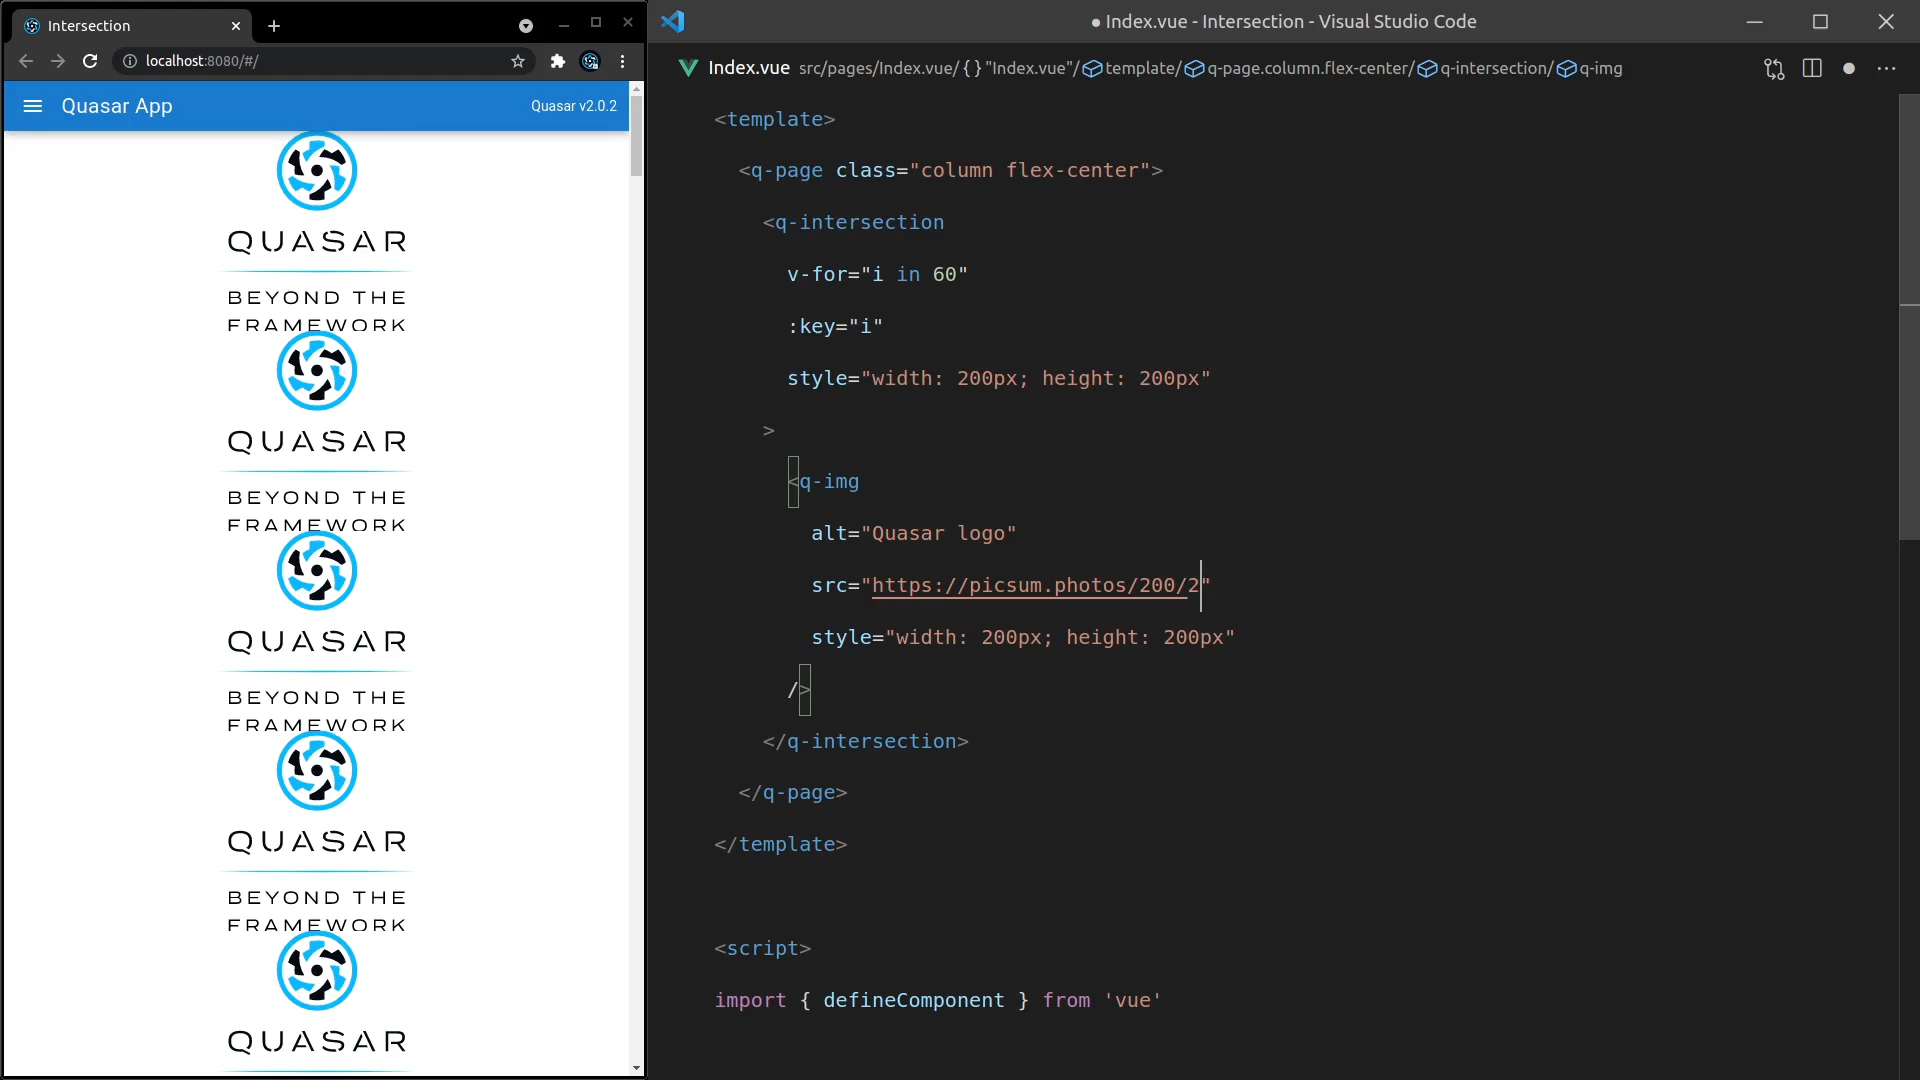 Intersection
localhost:8080/#/
Quasar App
Quasar v2.0.2
QUASAR
BEYOND THE
FRAMEWORK
QUASAR
BEYOND THE
FRAMEWORK
QUASAR
BEYOND THE
FRAMEWORK
QUASAR
BEYOND THE
FRAMEWORK
QUASAR
● Index.vue - Intersection - Visual Studio Code
Index.vue src/pages/Index.vue/{}"Index.vue"/template/q-page.column.flex-center/q-intersection/q-img
<template>
<q-page class="column flex-center">
<q-intersection
v-for="i in 60"
:key="i"
style="width: 200px; height: 200px"
>
<q-img
alt="Quasar logo"
src="https://picsum.photos/200/2"
style="width: 200px; height: 200px"
/>
</q-intersection>
</q-page>
</template>
<script>
import { defineComponent } from 'vue'